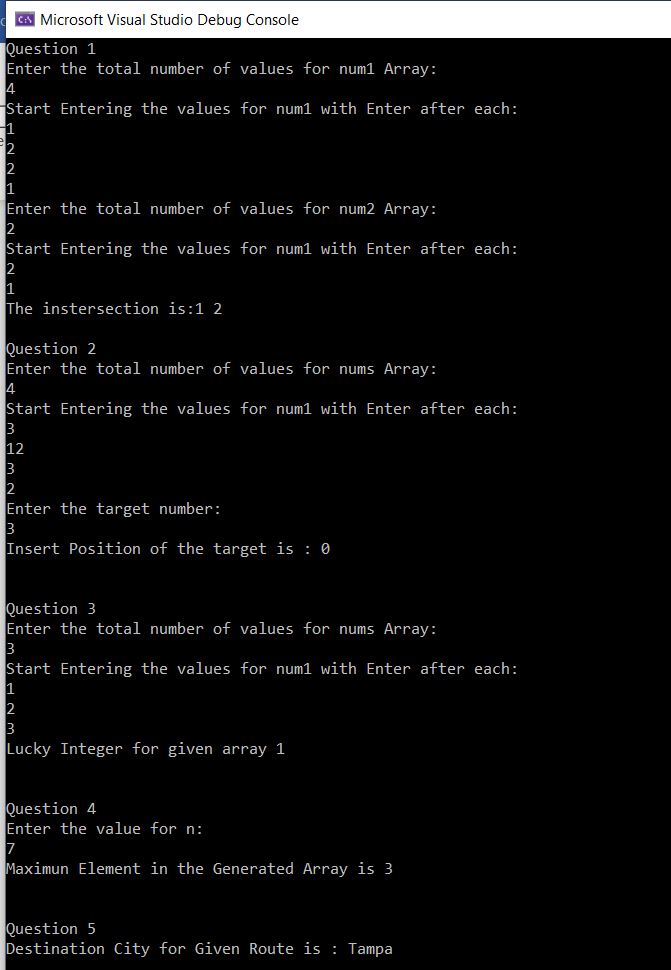 Microsoft Visual Studio Debug Console
Question 1
Enter the total number of values for num1 Array:
4
Start Entering the values for num1 with Enter after each:
1
2
2
1
Enter the total number of values for num2 Array:
2
Start Entering the values for num1 with Enter after each:
2
1
The instersection is:1 2
Question 2
Enter the total number of values for nums Array:
4
Start Entering the values for num1 with Enter after each:
3
12
3
2
Enter the target number:
3
Insert Position of the target is : 0
Question 3
Enter the total number of values for nums Array:
3
Start Entering the values for num1 with Enter after each:
1
2
3
Lucky Integer for given array 1
Question 4
Enter the value for n:
7
Maximun Element in the Generated Array is 3
Question 5
Destination City for Given Route is : Tampa